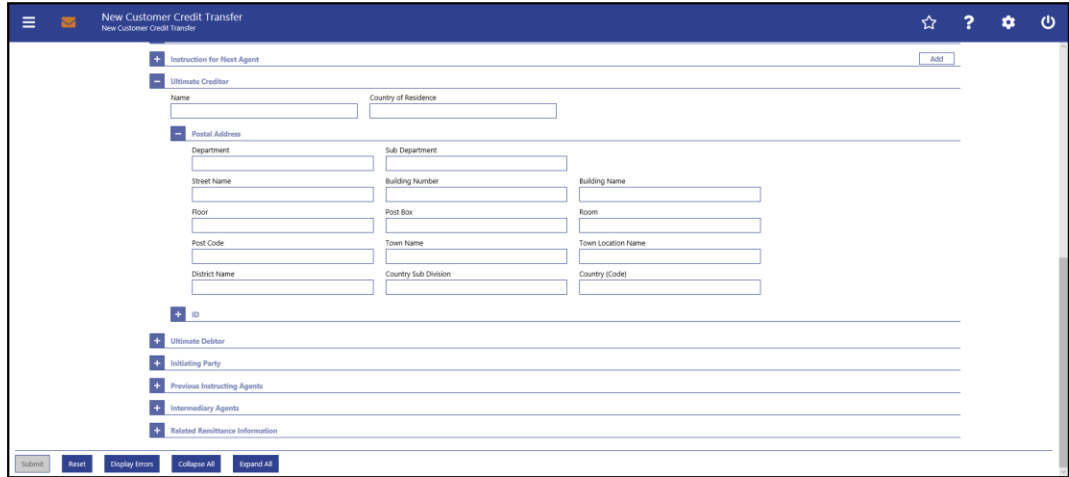 New Customer Credit Transfer
New Customer Credit Transfer
Instruction for Next Agent Add
Ultimate Creditor
Name Country of Residence
Postal Address
Department Sub Department
Street Name Building Number Building Name
Floor Post Box Room
Post Code Town Name Town Location Name
District Name Country Sub Division Country (Code)
ID
Ultimate Debtor
Initiating Party
Previous Instructing Agents
Intermediary Agents
Related Remittance Information
Submit Reset Display Errors Collapse All Expand All